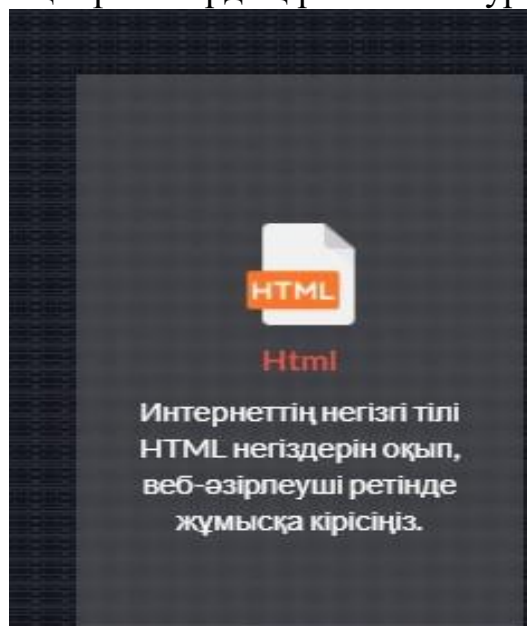 HTML
Html
Интернеттің негізгі тілі
HTML негіздерін оқып,
веб-әзірлеуші ретінде
жұмысқа кірісіңіз.